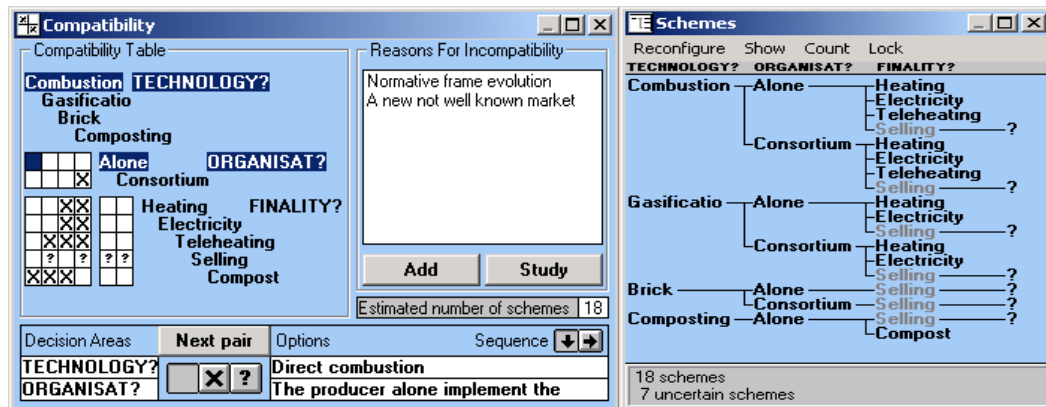 Compatibility
Compatibility Table
Combustion TECHNOLOGY?
Gasificatio
Brick
Composting
Alone ORGANISAT?
X Consortium
X X Heating FINALITY?
X X Electricity
X X X Teleheating
? ? ? ? Selling
X X X Compost
Reasons For Incompatibility
Normative frame evolution
A new not well known market
Add Study
Estimated number of schemes 18
Decision Areas Next pair Options Sequence
TECHNOLOGY? X ? Direct combustion
ORGANISAT? The producer alone implement the
Schemes
Reconfigure Show Count Lock
TECHNOLOGY? ORGANISAT? FINALITY?
Combustion Alone Heating
Electricity
Teleheating
Selling ?
Consortium Heating
Electricity
Teleheating
Selling ?
Gasificatio Alone Heating
Electricity
Selling ?
Consortium Heating
Electricity
Selling ?
Brick Alone Selling ?
Consortium Selling ?
Composting Alone Selling ?
Compost
18 schemes
7 uncertain schemes